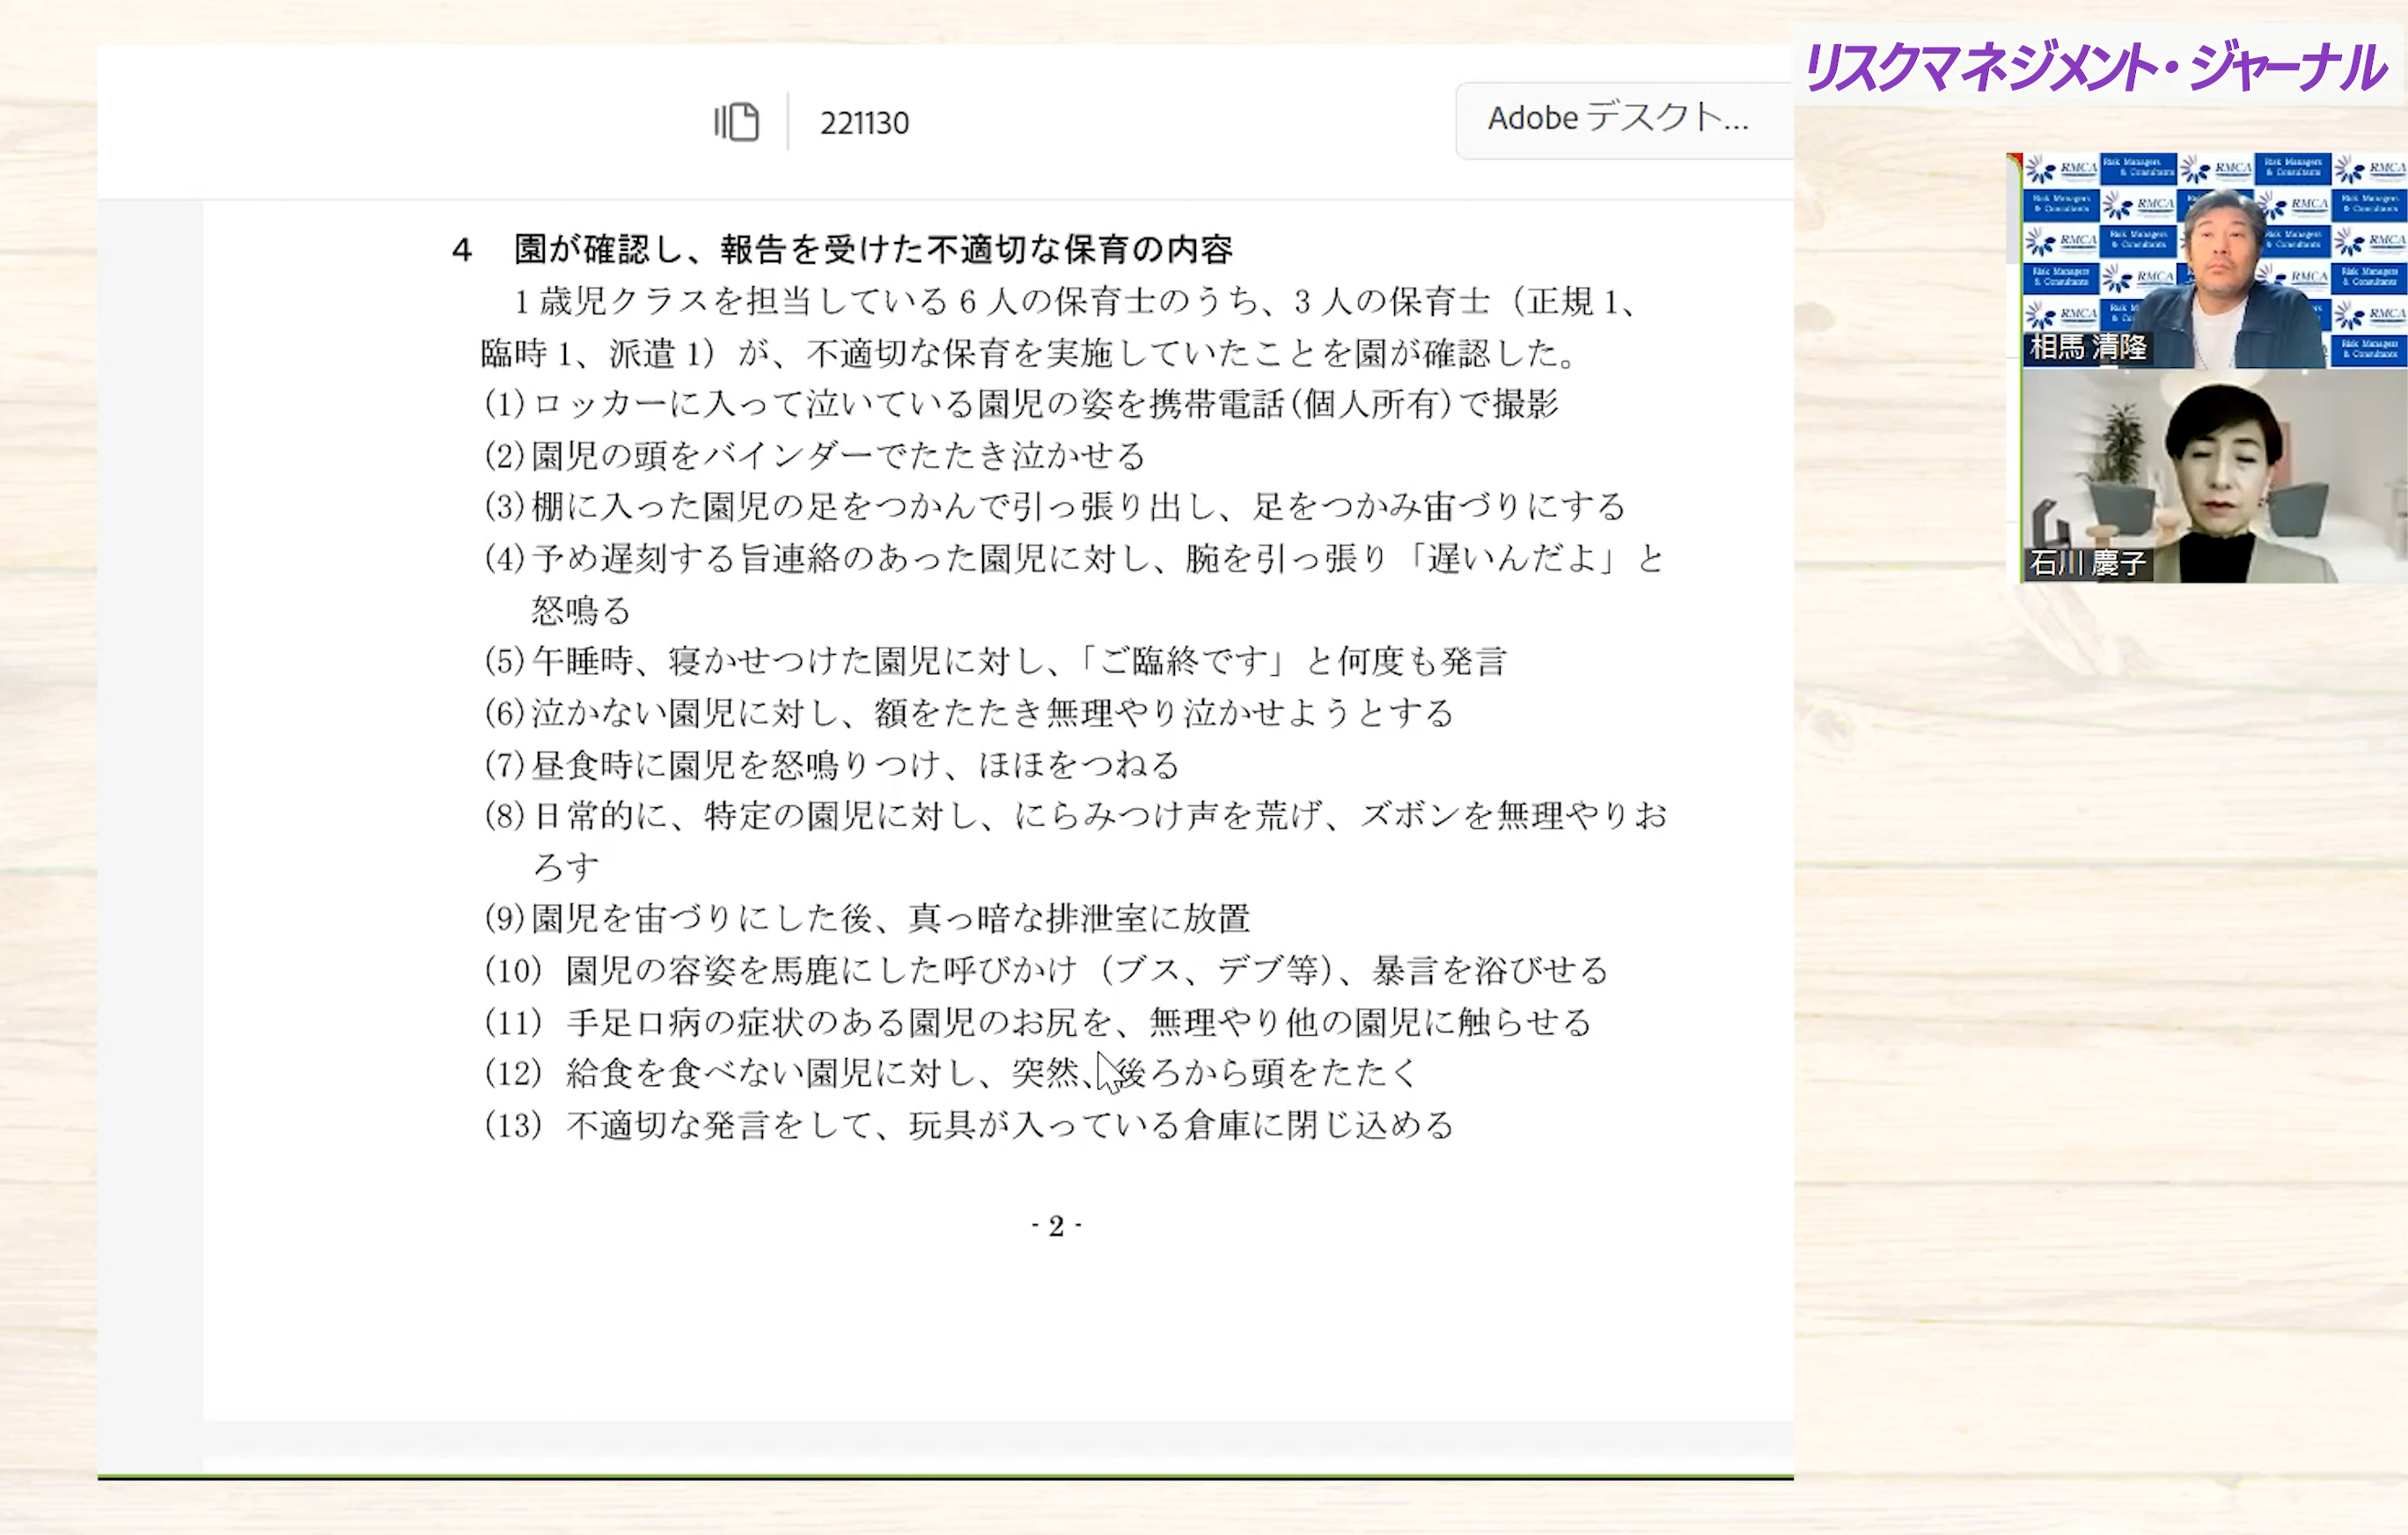 リスクマネジメント・ジャーナル
221130
Adobe デスクト...
4 園が確認し、報告を受けた不適切な保育の内容
1歳児クラスを担当している6人の保育士のうち、3人の保育士（正規1、
臨時1、派遣1）が、不適切な保育を実施していたことを園が確認した。
(1)ロッカーに入って泣いている園児の姿を携帯電話(個人所有)で撮影
(2)園児の頭をバインダーでたたき泣かせる
(3)棚に入った園児の足をつかんで引っ張り出し、足をつかみ宙づりにする
(4)予め遅刻する旨連絡のあった園児に対し、腕を引っ張り「遅いんだよ」と
怒鳴る
(5)午睡時、寝かせつけた園児に対し、「ご臨終です」と何度も発言
(6)泣かない園児に対し、額をたたき無理やり泣かせようとする
(7)昼食時に園児を怒鳴りつけ、ほほをつねる
(8)日常的に、特定の園児に対し、にらみつけ声を荒げ、ズボンを無理やりお
ろす
(9)園児を宙づりにした後、真っ暗な排泄室に放置
(10) 園児の容姿を馬鹿にした呼びかけ（ブス、デブ等）、暴言を浴びせる
(11) 手足口病の症状のある園児のお尻を、無理やり他の園児に触らせる
(12) 給食を食べない園児に対し、突然、後ろから頭をたたく
(13) 不適切な発言をして、玩具が入っている倉庫に閉じ込める
- 2 -
RMCA
Risk Managers
& Consultants
相馬 清隆
石川 慶子